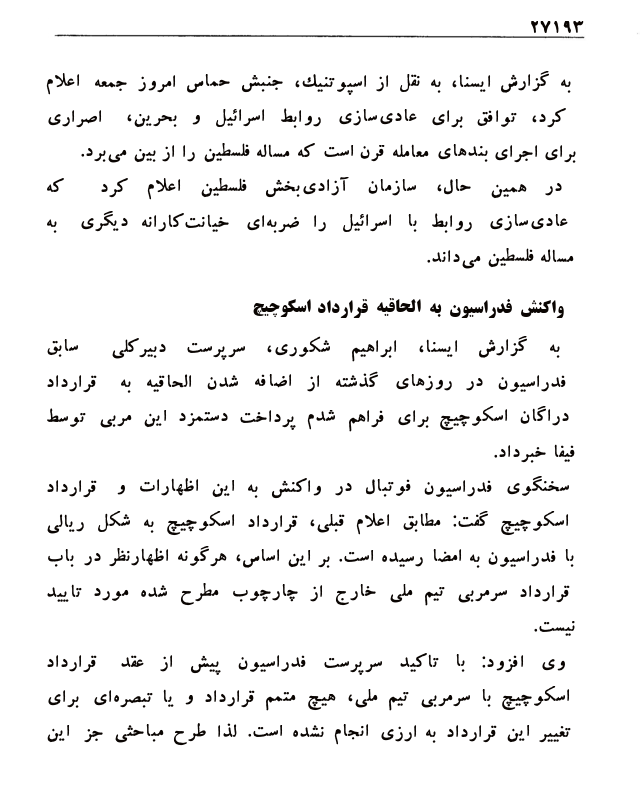 ۲۷۱۹۳
به گزارش ایسنا، به نقل از اسپوتنیك، جنبش حماس امروز جمعه اعلام
کرد، توافق برای عادی‌سازی روابط اسرائیل و بحرین، اصراری
برای اجرای بندهای معامله قرن است که مساله فلسطین را از بین می‌برد.
در همین حال، سازمان آزادی‌بخش فلسطین اعلام کرد که
عادی‌سازی روابط با اسرائیل را ضربه‌ای خیانت‌کارانه دیگری به
مساله فلسطین می‌داند.
واکنش فدراسیون به الحاقیه قرارداد اسکوچیچ
به گزارش ایسنا، ابراهیم شکوری، سرپرست دبیرکلی سابق
فدراسیون در روزهای گذشته از اضافه شدن الحاقیه به قرارداد
دراگان اسکوچیچ برای فراهم شدم پرداخت دستمزد این مربی توسط
فیفا خبرداد.
سخنگوی فدراسیون فوتبال در واکنش به این اظهارات و قرارداد
اسکوچیچ گفت: مطابق اعلام قبلی، قرارداد اسکوچیچ به شکل ریالی
با فدراسیون به امضا رسیده است. بر این اساس، هرگونه اظهارنظر در باب
قرارداد سرمربی تیم ملی خارج از چارچوب مطرح شده مورد تایید
نیست.
وی افزود: با تاکید سرپرست فدراسیون پیش از عقد قرارداد
اسکوچیچ با سرمربی تیم ملی، هیچ متمم قرارداد و یا تبصره‌ای برای
تغییر این قرارداد به ارزی انجام نشده است. لذا طرح مباحثی جز این